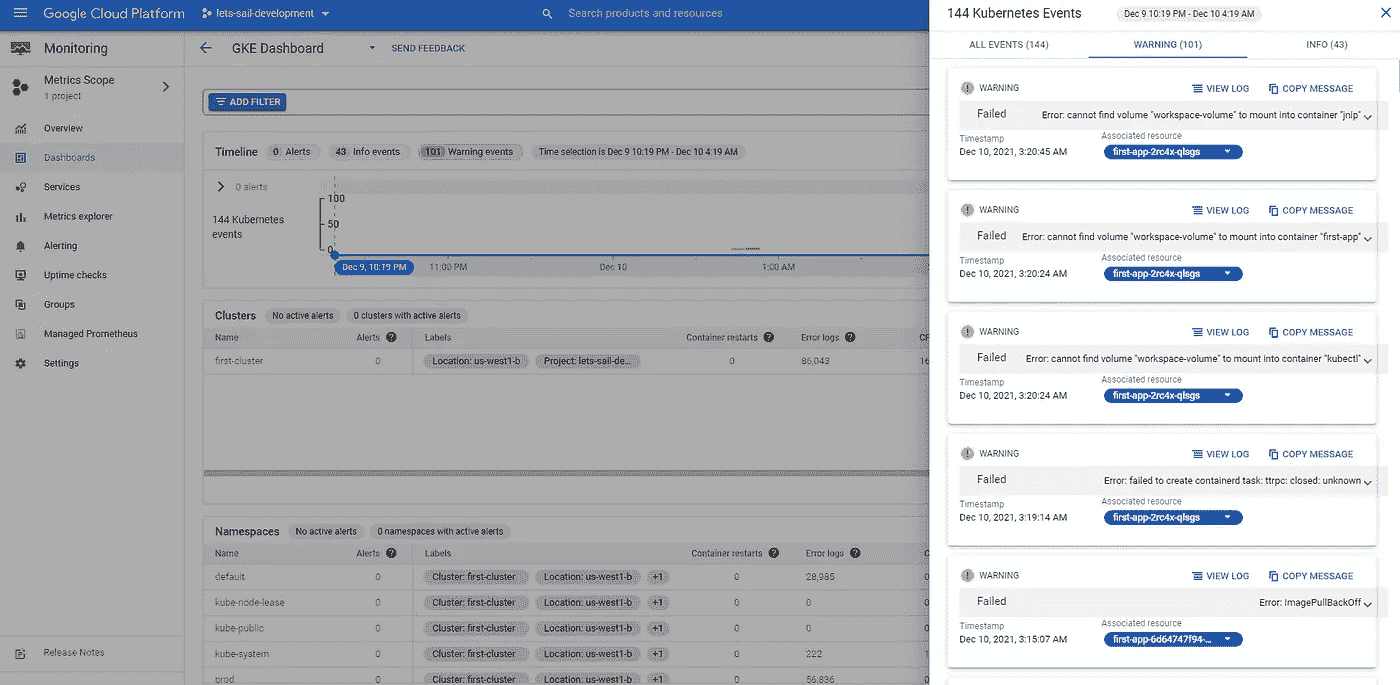 Google Cloud Platform
lets-sail-development
Search products and resources
Monitoring
Metrics Scope
1 project
Overview
Dashboards
Services
Metrics explorer
Alerting
Uptime checks
Groups
Managed Prometheus
Settings
Release Notes
GKE Dashboard
SEND FEEDBACK
ADD FILTER
Timeline 0 Alerts 43 Info events 101 Warning events Time selection is Dec 9 10:19 PM - Dec 10 4:19 AM
0 alerts
144 Kubernetes
events
100
50
0
Dec 9, 10:19 PM 11:00 PM Dec 10 1:00 AM
Clusters No active alerts 0 clusters with active alerts
Name Alerts ? Labels Container restarts ? Error logs ?
first-cluster 0 Location: us-west1-b Project: lets-sail-de... 0 86,043
Namespaces No active alerts 0 namespaces with active alerts
Name Alerts ? Labels Container restarts ? Error logs ?
default 0 Cluster: first-cluster Location: us-west1-b +1 0 28,985
kube-node-lease 0 Cluster: first-cluster Location: us-west1-b +1 0 0
kube-public 0 Cluster: first-cluster Location: us-west1-b +1 0 0
kube-system 0 Cluster: first-cluster Location: us-west1-b +1 0 222
prod 0 Cluster: first-cluster Location: us-west1-b +1 0 56,836
144 Kubernetes Events Dec 9 10:19 PM - Dec 10 4:19 AM
ALL EVENTS (144) WARNING (101) INFO (43)
WARNING VIEW LOG COPY MESSAGE
Failed Error: cannot find volume "workspace-volume" to mount into container "jnlp"
Timestamp Associated resource
Dec 10, 2021, 3:20:45 AM first-app-2rc4x-qlsgs
WARNING VIEW LOG COPY MESSAGE
Failed Error: cannot find volume "workspace-volume" to mount into container "first-app"
Timestamp Associated resource
Dec 10, 2021, 3:20:24 AM first-app-2rc4x-qlsgs
WARNING VIEW LOG COPY MESSAGE
Failed Error: cannot find volume "workspace-volume" to mount into container "kubectl"
Timestamp Associated resource
Dec 10, 2021, 3:20:24 AM first-app-2rc4x-qlsgs
WARNING VIEW LOG COPY MESSAGE
Failed Error: failed to create containerd task: ttrpc: closed: unknown
Timestamp Associated resource
Dec 10, 2021, 3:19:14 AM first-app-2rc4x-qlsgs
WARNING VIEW LOG COPY MESSAGE
Failed Error: ImagePullBackOff
Timestamp Associated resource
Dec 10, 2021, 3:15:07 AM first-app-6d64747f94-...